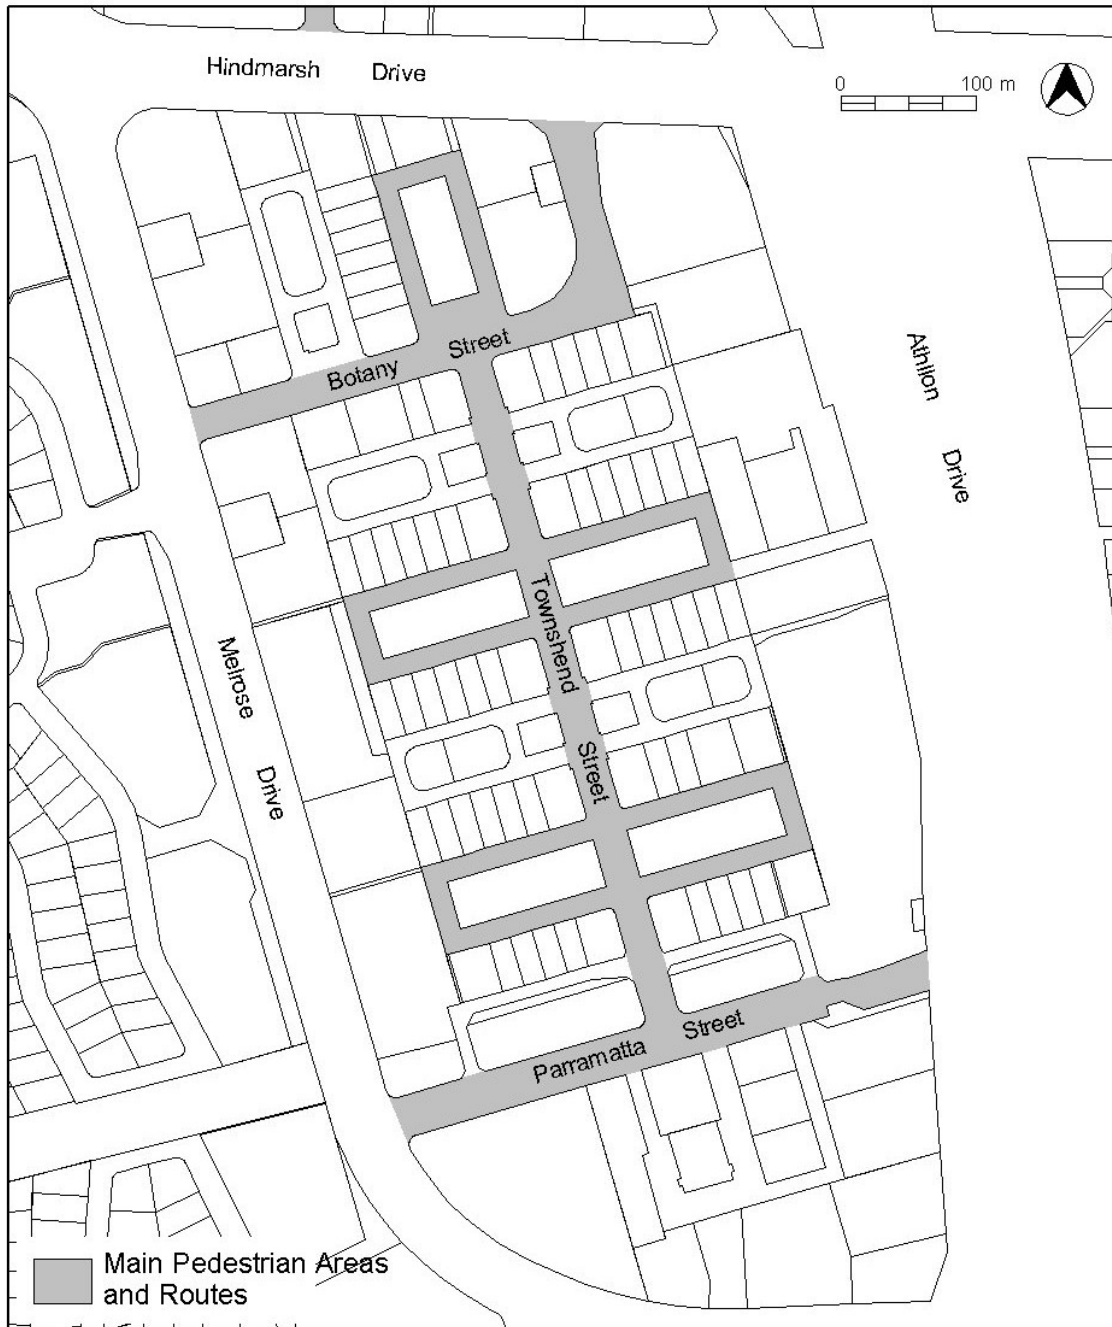 Hindmarsh Drive
0 100 m
Botany Street
Athllon Drive
Townshend Street
Melrose Drive
Parramatta Street
Main Pedestrian Areas
and Routes